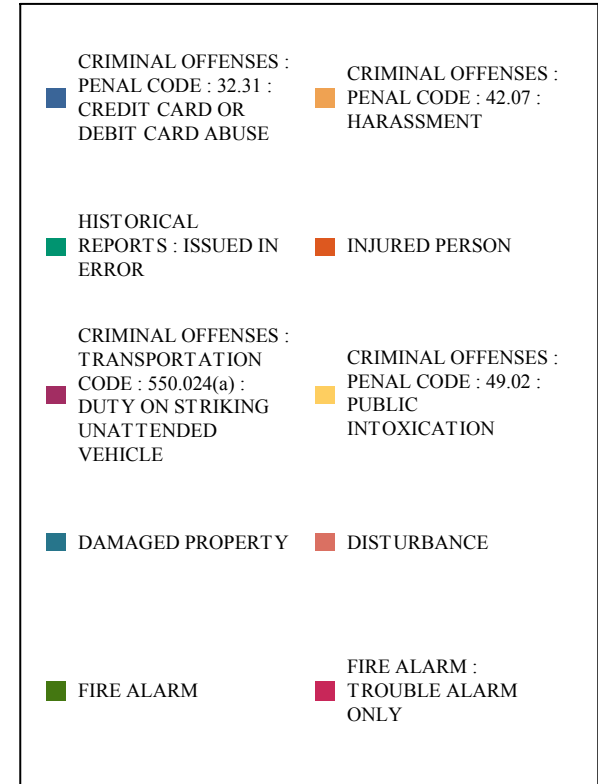 CRIMINAL OFFENSES :
PENAL CODE : 32.31 :
CREDIT CARD OR
DEBIT CARD ABUSE
CRIMINAL OFFENSES :
PENAL CODE : 42.07 :
HARASSMENT
HISTORICAL
REPORTS : ISSUED IN
ERROR
INJURED PERSON
CRIMINAL OFFENSES :
TRANSPORTATION
CODE : 550.024(a) :
DUTY ON STRIKING
UNATTENDED
VEHICLE
CRIMINAL OFFENSES :
PENAL CODE : 49.02 :
PUBLIC
INTOXICATION
DAMAGED PROPERTY
DISTURBANCE
FIRE ALARM
FIRE ALARM :
TROUBLE ALARM
ONLY